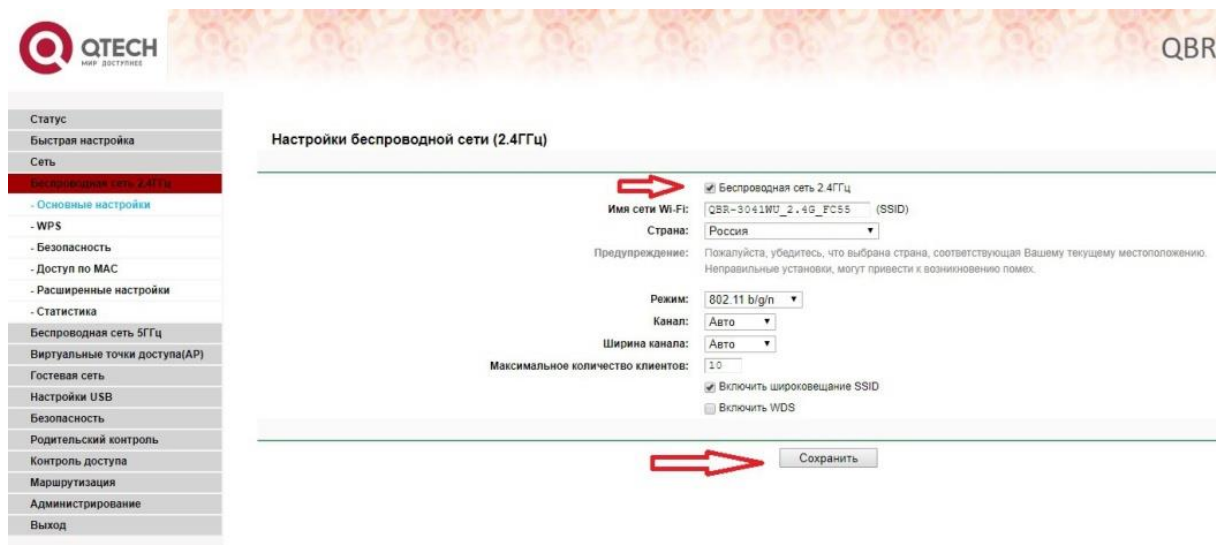 QTECH
МИР ДОСТУПНЕЕ
QBR
Статус
Быстрая настройка
Сеть
Беспроводная сеть 2.4ГГц
- Основные настройки
- WPS
- Безопасность
- Доступ по MAC
- Расширенные настройки
- Статистика
Беспроводная сеть 5ГГц
Виртуальные точки доступа(AP)
Гостевая сеть
Настройки USB
Безопасность
Родительский контроль
Контроль доступа
Маршрутизация
Администрирование
Выход
Настройки беспроводной сети (2.4ГГц)
Беспроводная сеть 2.4ГГц
Имя сети Wi-Fi: QBR-3041WU_2.4G_FC55 (SSID)
Страна: Россия
Предупреждение: Пожалуйста, убедитесь, что выбрана страна, соответствующая Вашему текущему местоположению.
Неправильные установки, могут привести к возникновению помех.
Режим: 802.11 b/g/n
Канал: Авто
Ширина канала: Авто
Максимальное количество клиентов: 10
Включить широковещание SSID
Включить WDS
Сохранить